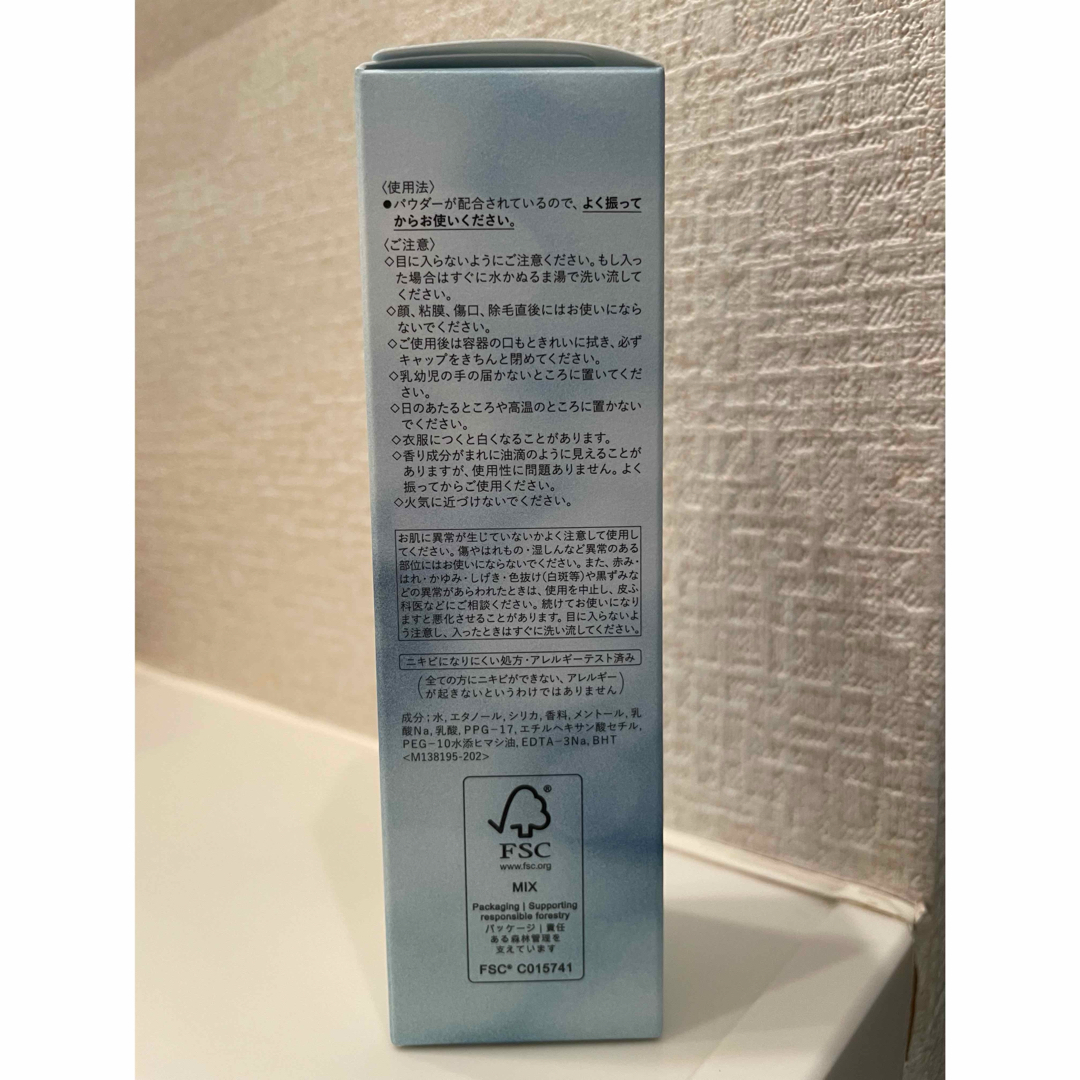 〈使用法〉
●パウダーが配合されているので、よく振って
からお使いください。
〈ご注意〉
◇目に入らないようにご注意ください。もし入っ
た場合はすぐに水かぬるま湯で洗い流して
ください。
◇顔、粘膜、傷口、除毛直後にはお使いになら
ないでください。
◇ご使用後は容器の口もときれいに拭き、必ず
キャップをきちんと閉めてください。
◇乳幼児の手の届かないところに置いてくだ
さい。
◇日のあたるところや高温のところに置かない
でください。
◇衣服につくと白くなることがあります。
◇香り成分がまれに油滴のように見えることが
ありますが、使用性に問題ありません。よく
振ってからご使用ください。
◇火気に近づけないでください。
お肌に異常が生じていないかよく注意して使用し
てください。傷やはれもの・湿しんなど異常のある
部位にはお使いにならないでください。また、赤み・
はれ・かゆみ・しげき・色抜け(白斑等)や黒ずみな
どの異常があらわれたときは、使用を中止し、皮ふ
科医などにご相談ください。続けてお使いになり
ますと悪化させることがあります。目に入らないよ
う注意し、入ったときはすぐに洗い流してください。
ニキビになりにくい処方・アレルギーテスト済み
(全ての方にニキビができない、アレルギー
が起きないというわけではありません)
成分;水,エタノール,シリカ,香料,メントール,乳
酸Na,乳酸,PPG-17,エチルヘキサン酸セチル,
PEG-10水添ヒマシ油,EDTA-3Na,BHT
<M138195-202>
®
FSC
www.fsc.org
MIX
Packaging | Supporting
responsible forestry
パッケージ|責任
ある森林管理を
支えています
FSC® C015741